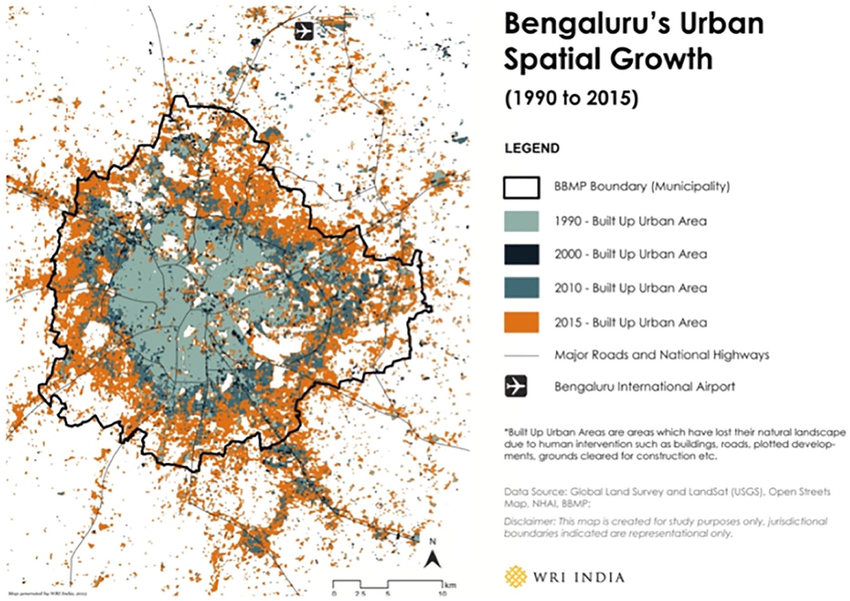 Bengaluru's Urban
Spatial Growth
(1990 to 2015)
LEGEND
BBMP Boundary (Municipality)
1990 - Built Up Urban Area
2000 - Built Up Urban Area
2010 - Built Up Urban Area
2015 - Built Up Urban Area
Major Roads and National Highways
Bengaluru International Airport
*Built Up Urban Areas are areas which have lost their natural landscape
due to human intervention such as buildings, roads, plotted develop-
ments, grounds cleared for construction etc.
Data Source: Global Land Survey and LandSat (USGS), Open Streets
Map, NHAI, BBMP;
Disclaimer: This map is created for study purposes only, jurisdictional
boundaries indicated are representational only.
WRI INDIA
N
km
0 2.5 5 10
Map generated by WRI India,